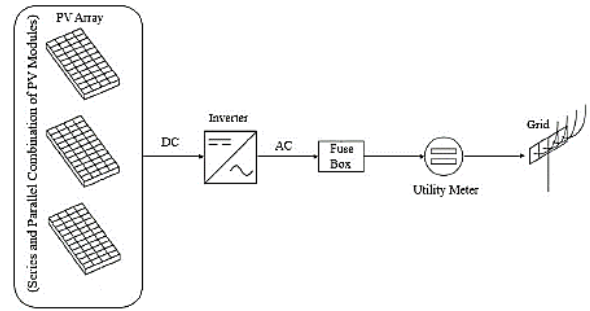 PV Array
(Series and Parallel Combination of PV Modules)
DC
Inverter
AC
Fuse
Box
Utility Meter
Grid